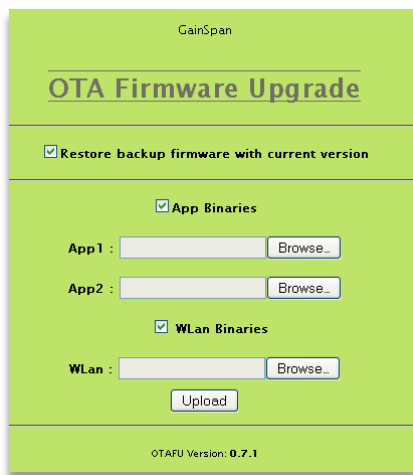 GainSpan
OTA Firmware Upgrade
Restore backup firmware with current version
App Binaries
App1 : Browse...
App2 : Browse...
WLan Binaries
WLan : Browse...
Upload
OTAFU Version: 0.7.1